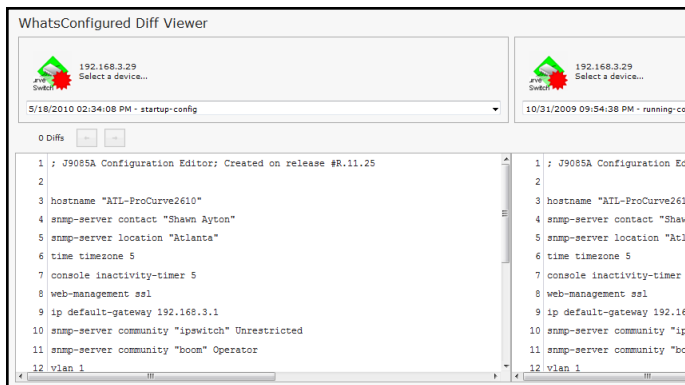 WhatsConfigured Diff Viewer
192.168.3.29
Select a device...
urve
Switch
5/18/2010 02:34:08 PM - startup-config
0 Diffs
1 ; J9085A Configuration Editor; Created on release #R.11.25
2
3 hostname "ATL-ProCurve2610"
4 snmp-server contact "Shawn Ayton"
5 snmp-server location "Atlanta"
6 time timezone 5
7 console inactivity-timer 5
8 web-management ssl
9 ip default-gateway 192.168.3.1
10 snmp-server community "ipswitch" Unrestricted
11 snmp-server community "boom" Operator
12 vlan 1
192.168.3.29
Select a device...
urve
Switch
10/31/2009 09:54:38 PM - running-co
1 ; J9085A Configuration Ed
2
3 hostname "ATL-ProCurve261
4 snmp-server contact "Shaw
5 snmp-server location "Atl
6 time timezone 5
7 console inactivity-timer
8 web-management ssl
9 ip default-gateway 192.16
10 snmp-server community "ip
11 snmp-server community "bo
12 vlan 1